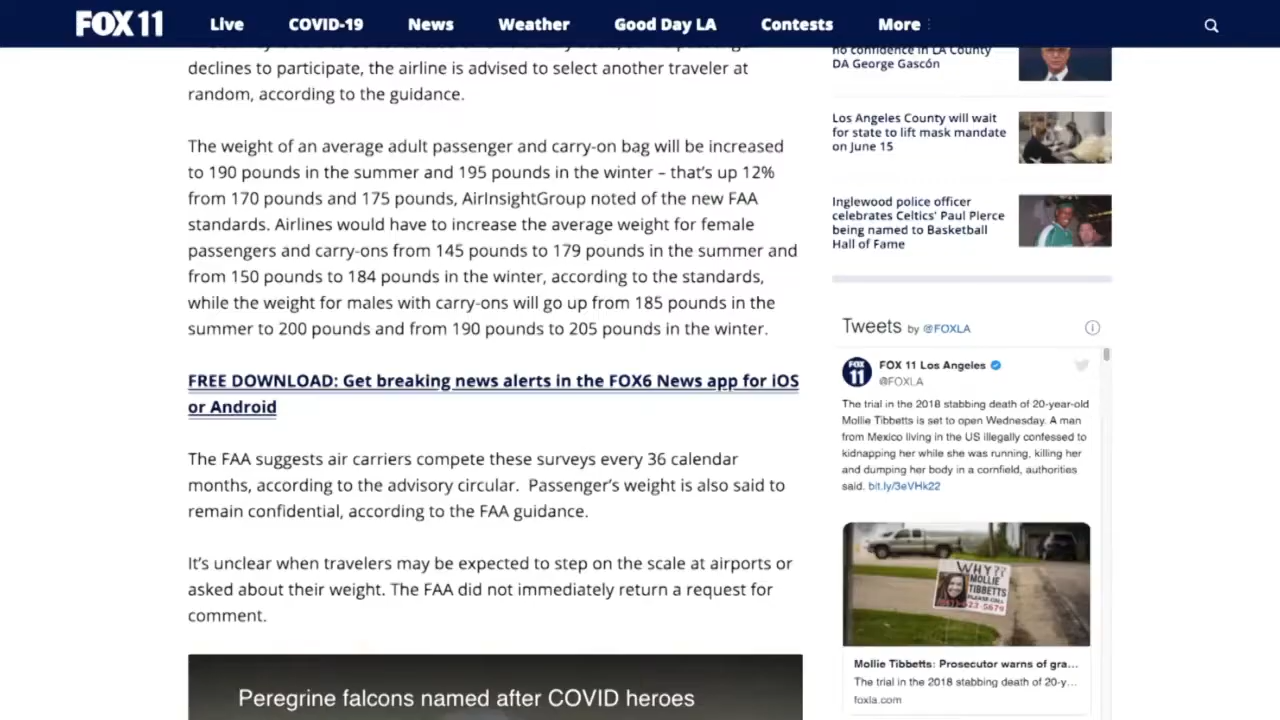 FOX 11 Live COVID-19 News Weather Good Day LA Contests More
declines to participate, the airline is advised to select another traveler at
random, according to the guidance.
The weight of an average adult passenger and carry-on bag will be increased
to 190 pounds in the summer and 195 pounds in the winter – that's up 12%
from 170 pounds and 175 pounds, AirInsightGroup noted of the new FAA
standards. Airlines would have to increase the average weight for female
passengers and carry-ons from 145 pounds to 179 pounds in the summer and
from 150 pounds to 184 pounds in the winter, according to the standards,
while the weight for males with carry-ons will go up from 185 pounds in the
summer to 200 pounds and from 190 pounds to 205 pounds in the winter.
FREE DOWNLOAD: Get breaking news alerts in the FOX6 News app for iOS
or Android
The FAA suggests air carriers compete these surveys every 36 calendar
months, according to the advisory circular. Passenger's weight is also said to
remain confidential, according to the FAA guidance.
It's unclear when travelers may be expected to step on the scale at airports or
asked about their weight. The FAA did not immediately return a request for
comment.
Peregrine falcons named after COVID heroes
no confidence in LA County
DA George Gascón
Los Angeles County will wait
for state to lift mask mandate
on June 15
Inglewood police officer
celebrates Celtics' Paul Pierce
being named to Basketball
Hall of Fame
Tweets by @FOXLA
FOX 11
FOX 11 Los Angeles
@FOXLA
The trial in the 2018 stabbing death of 20-year-old
Mollie Tibbetts is set to open Wednesday. A man
from Mexico living in the US illegally confessed to
kidnapping her while she was running, killing her
and dumping her body in a cornfield, authorities
said. bit.ly/3eVHk22
WHY??
MOLLIE
TIBBETTS
PLEASE CALL
Mollie Tibbetts: Prosecutor warns of gra...
The trial in the 2018 stabbing death of 20-y...
foxla.com